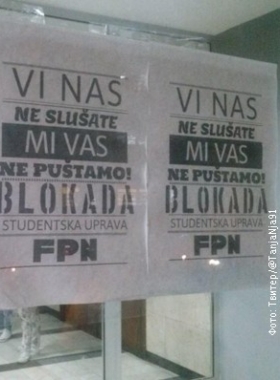 VI NAS
NE SLUŠATE
MI VAS
NE PUŠTAMO!
BLOKADA
STUDENTSKA UPRAVA
FPN
VI NAS
NE SLUŠATE
MI VAS
NE PUŠTAMO!
BLOKADA
STUDENTSKA UPRAVA
FPN
Фото: Твитер/@TanjaNja91